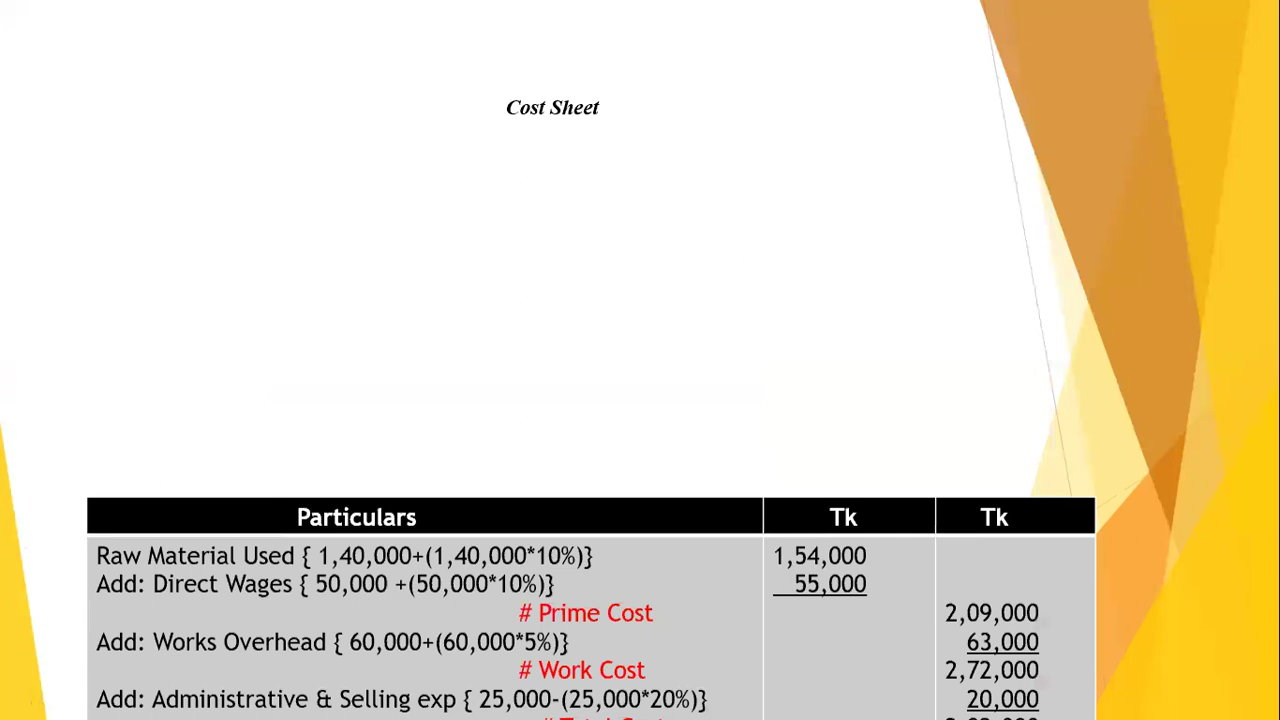 Cost Sheet
Particulars Tk Tk
Raw Material Used { 1,40,000+(1,40,000*10%)} 1,54,000
Add: Direct Wages { 50,000 +(50,000*10%)} 55,000
# Prime Cost 2,09,000
Add: Works Overhead { 60,000+(60,000*5%)} 63,000
# Work Cost 2,72,000
Add: Administrative & Selling exp { 25,000-(25,000*20%)} 20,000